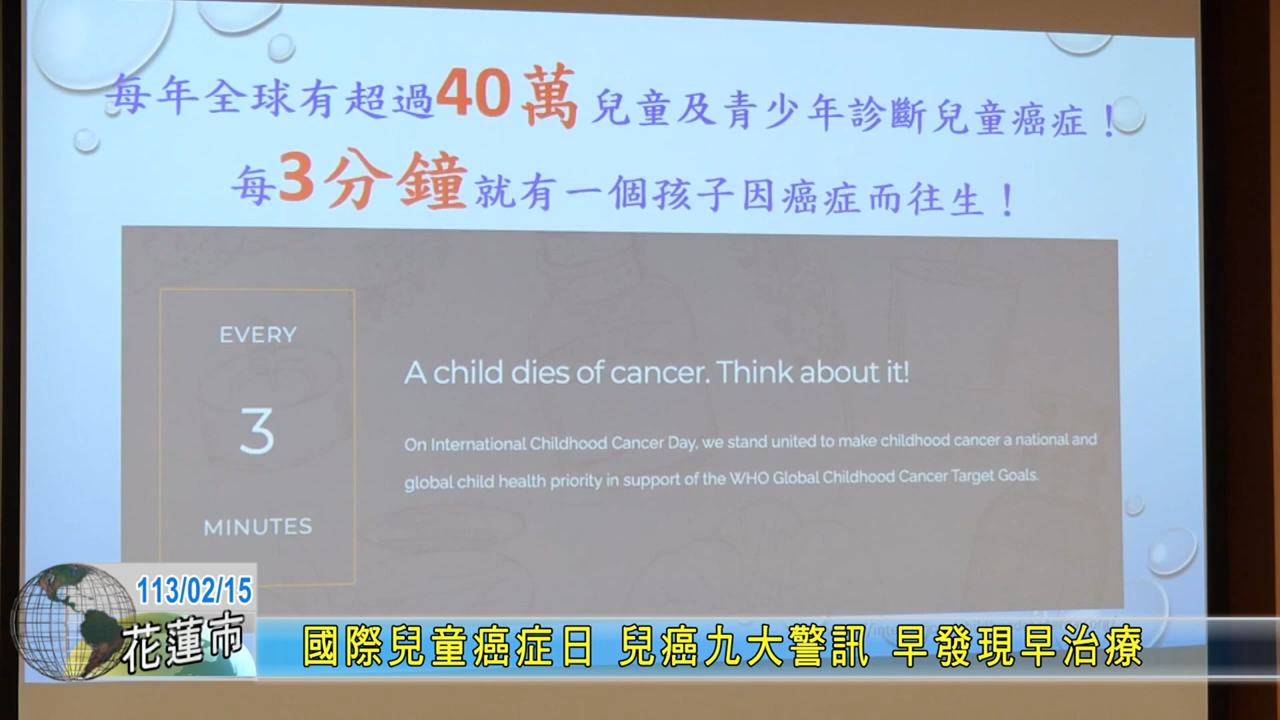 每年全球有超過40萬兒童及青少年診斷兒童癌症！
每3分鐘就有一個孩子因癌症而往生！
EVERY
3
MINUTES
A child dies of cancer. Think about it!
On International Childhood Cancer Day, we stand united to make childhood cancer a national and
global child health priority in support of the WHO Global Childhood Cancer Target Goals.
113/02/15
花蓮市
國際兒童癌症日 兒癌九大警訊 早發現早治療